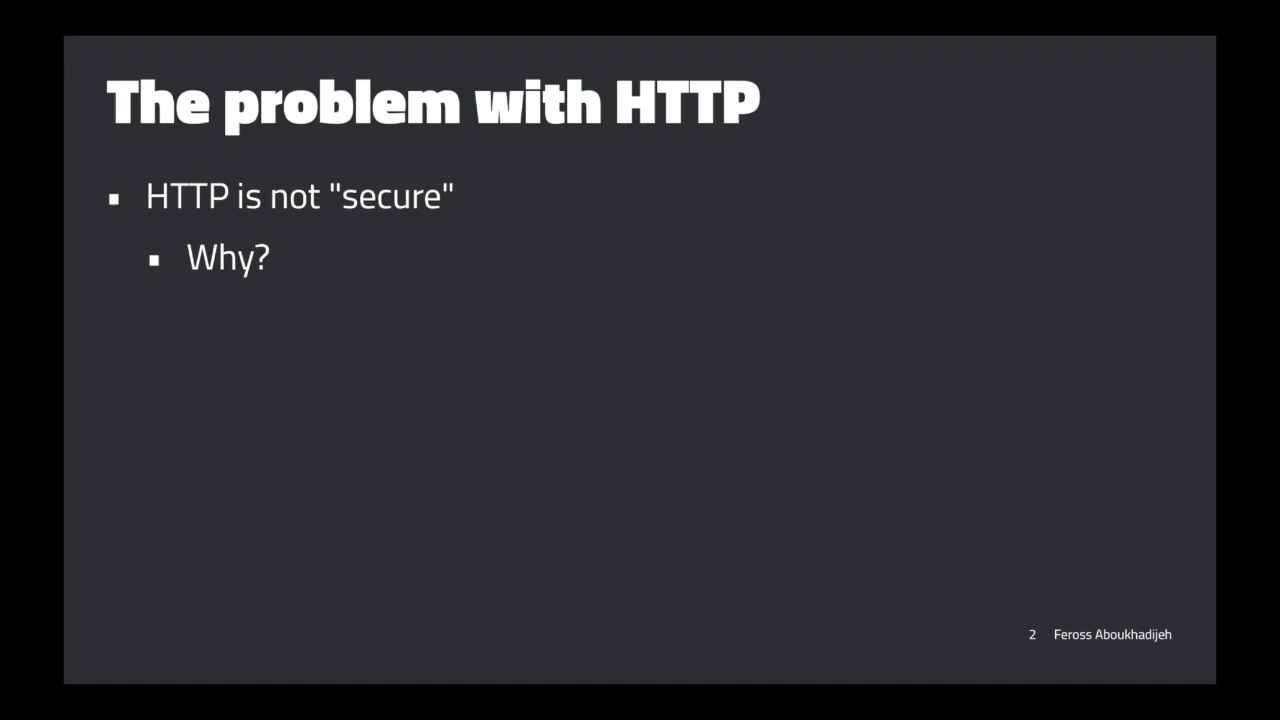 The problem with HTTP
▪ HTTP is not "secure"
▪ Why?
2 Feross Aboukhadijeh